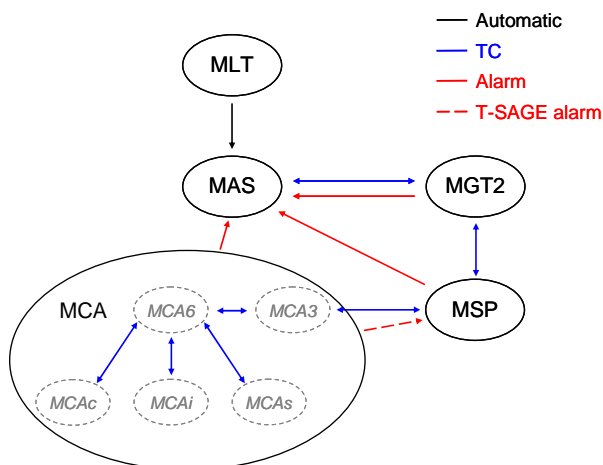 Automatic
TC
Alarm
T-SAGE alarm
MLT
MAS
MGT2
MCA
MCA6
MCA3
MSP
MCAc
MCAi
MCAs